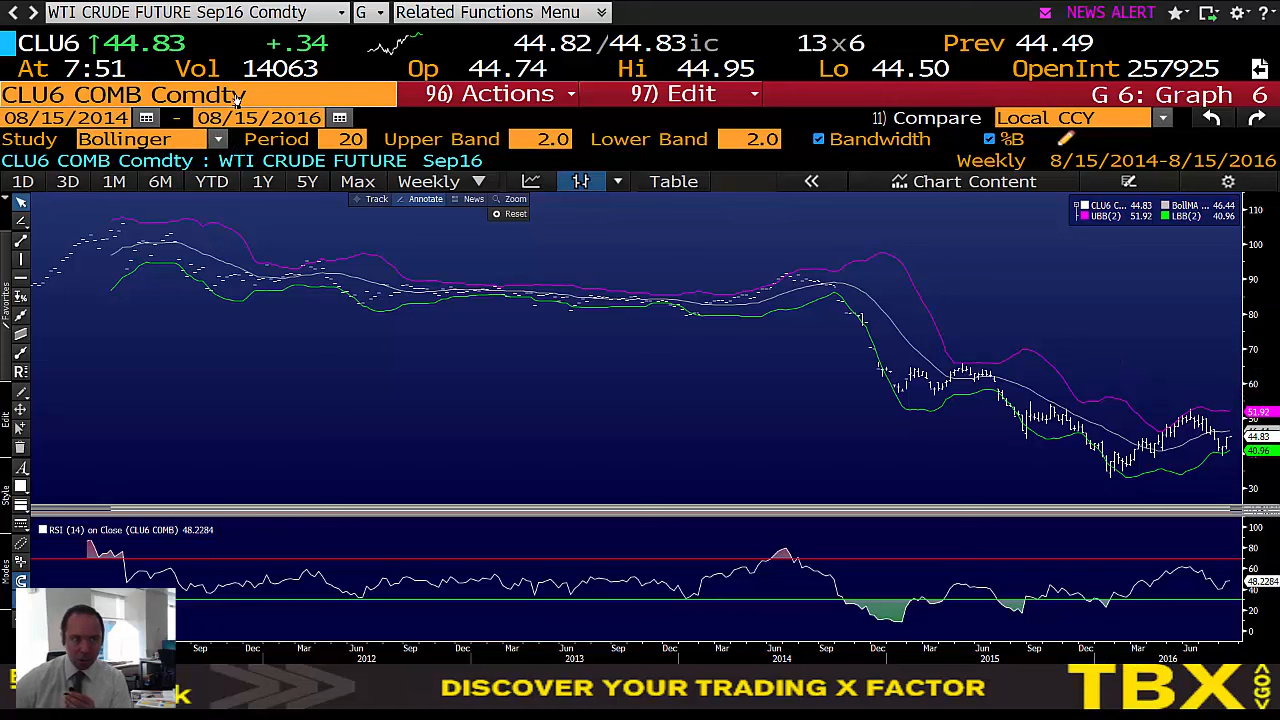 WTI CRUDE FUTURE Sep16 Comdty G Related Functions Menu NEWS ALERT ?
CLU6 ↑44.83 +.34 44.82/44.83ic 13x6 Prev 44.49
At 7:51 Vol 14063 Op 44.74 Hi 44.95 Lo 44.50 OpenInt 257925
CLU6 COMB Comdty 96) Actions 97) Edit G 6: Graph 6
08/15/2014 - 08/15/2016 11) Compare Local CCY
Study Bollinger Period 20 Upper Band 2.0 Lower Band 2.0 Bandwidth %B
CLU6 COMB Comdty : WTI CRUDE FUTURE Sep16 Weekly 8/15/2014-8/15/2016
1D 3D 1M 6M YTD 1Y 5Y Max Weekly ▼ Table « Chart Content
Track Annotate News Zoom
Reset
CLU6 C... 44.83 BollMA ... 46.44
UBB(2) 51.92 LBB(2) 40.96
110
100
90
80
70
60
51.92
50
44.83
40.96
30
Favorites
Edit
Style
Modes
RSI (14) on Close (CLU6 COMB) 48.2284
80
60
48.2284
20
0
Sep Dec Mar Jun Sep Dec Mar Jun Sep Dec Mar Jun Sep Dec Mar Jun Sep Dec Mar Jun
2012 2013 2014 2015 2016
DISCOVER YOUR TRADING X FACTOR
TBX
<GO>